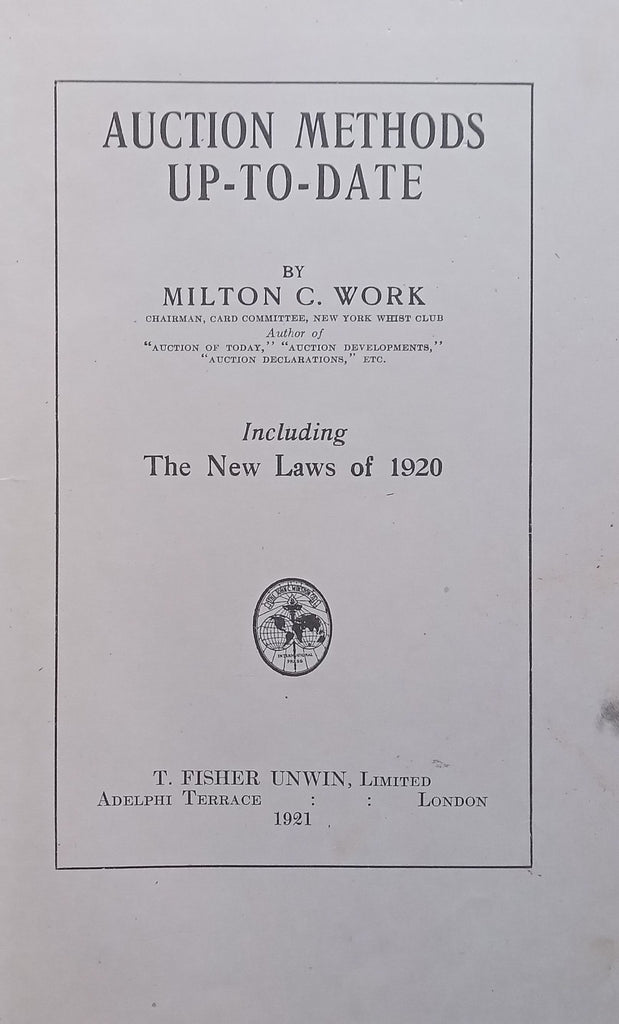 AUCTION METHODS
UP-TO-DATE
BY
MILTON C. WORK
CHAIRMAN, CARD COMMITTEE, NEW YORK WHIST CLUB
Author of
“AUCTION OF TODAY,” “AUCTION DEVELOPMENTS,”
“AUCTION DECLARATIONS,” ETC.
Including
The New Laws of 1920
INTERNATIONAL
PRESS
T. FISHER UNWIN, LIMITED
ADELPHI TERRACE : : LONDON
1921